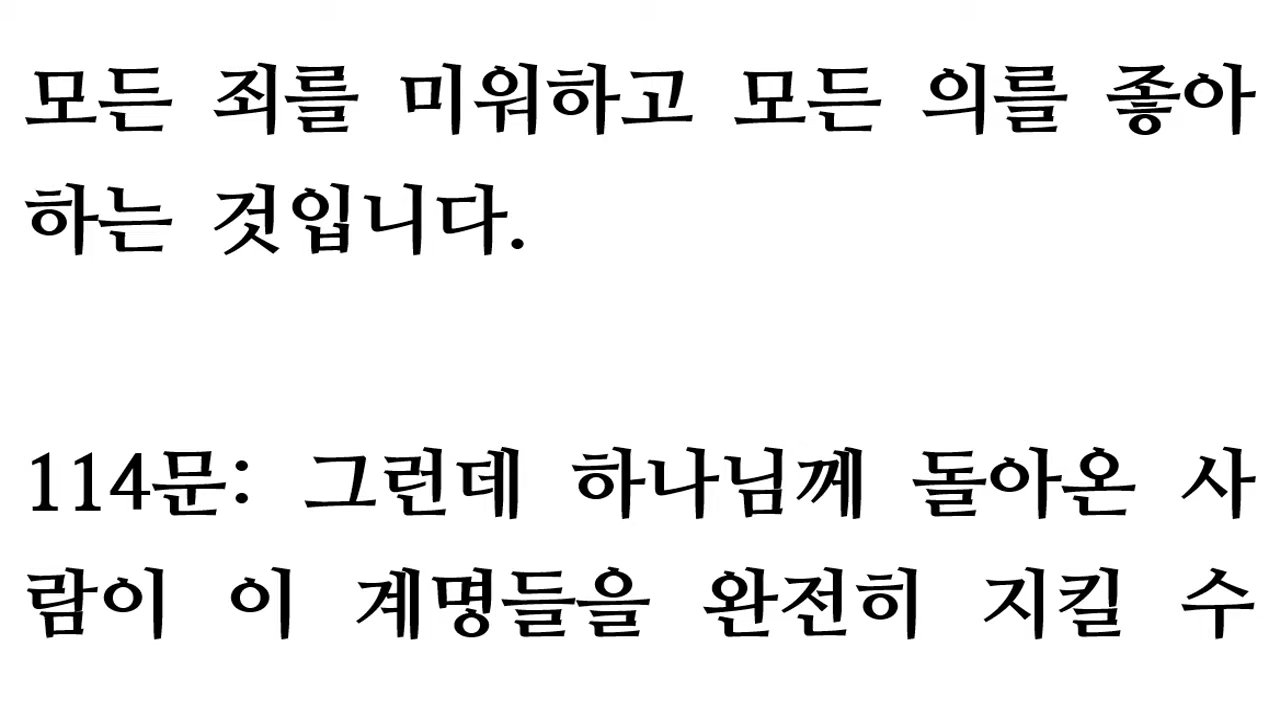 모든 죄를 미워하고 모든 의를 좋아
하는 것입니다.
114문: 그런데 하나님께 돌아온 사
람이 이 계명들을 완전히 지킬 수